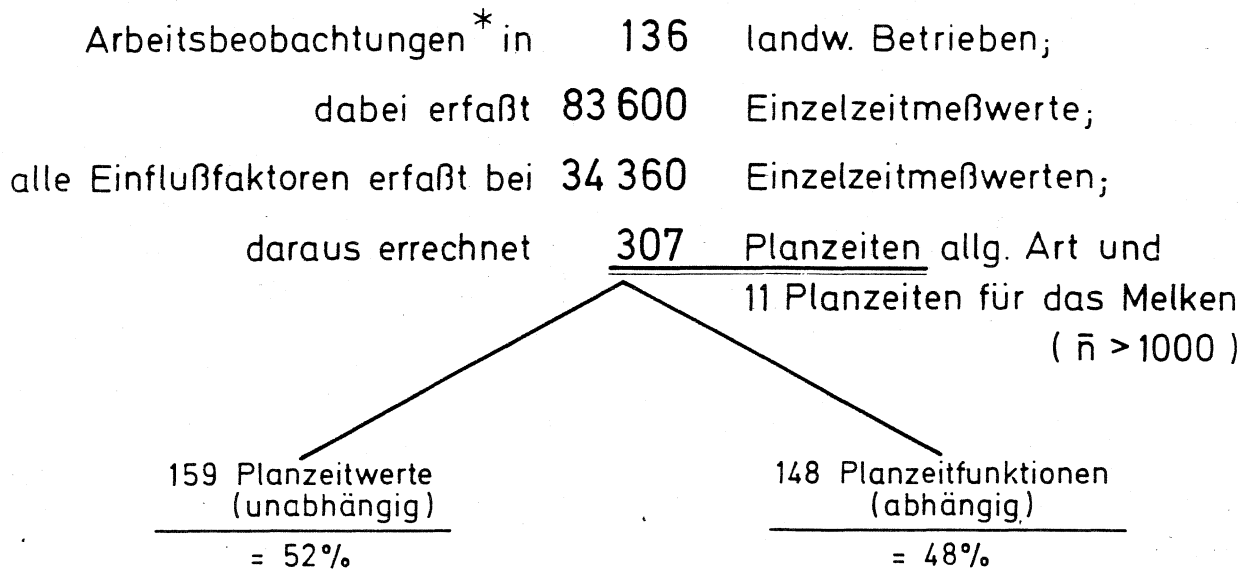 Arbeitsbeobachtungen * in 136 landw. Betrieben;
dabei erfaßt 83 600 Einzelzeitmeßwerte;
alle Einflußfaktoren erfaßt bei 34 360 Einzelzeitmeßwerten;
daraus errechnet 307 Planzeiten allg. Art und
11 Planzeiten für das Melken
( n̄ > 1000 )
159 Planzeitwerte
(unabhängig)
= 52%
148 Planzeitfunktionen
(abhängig)
= 48%